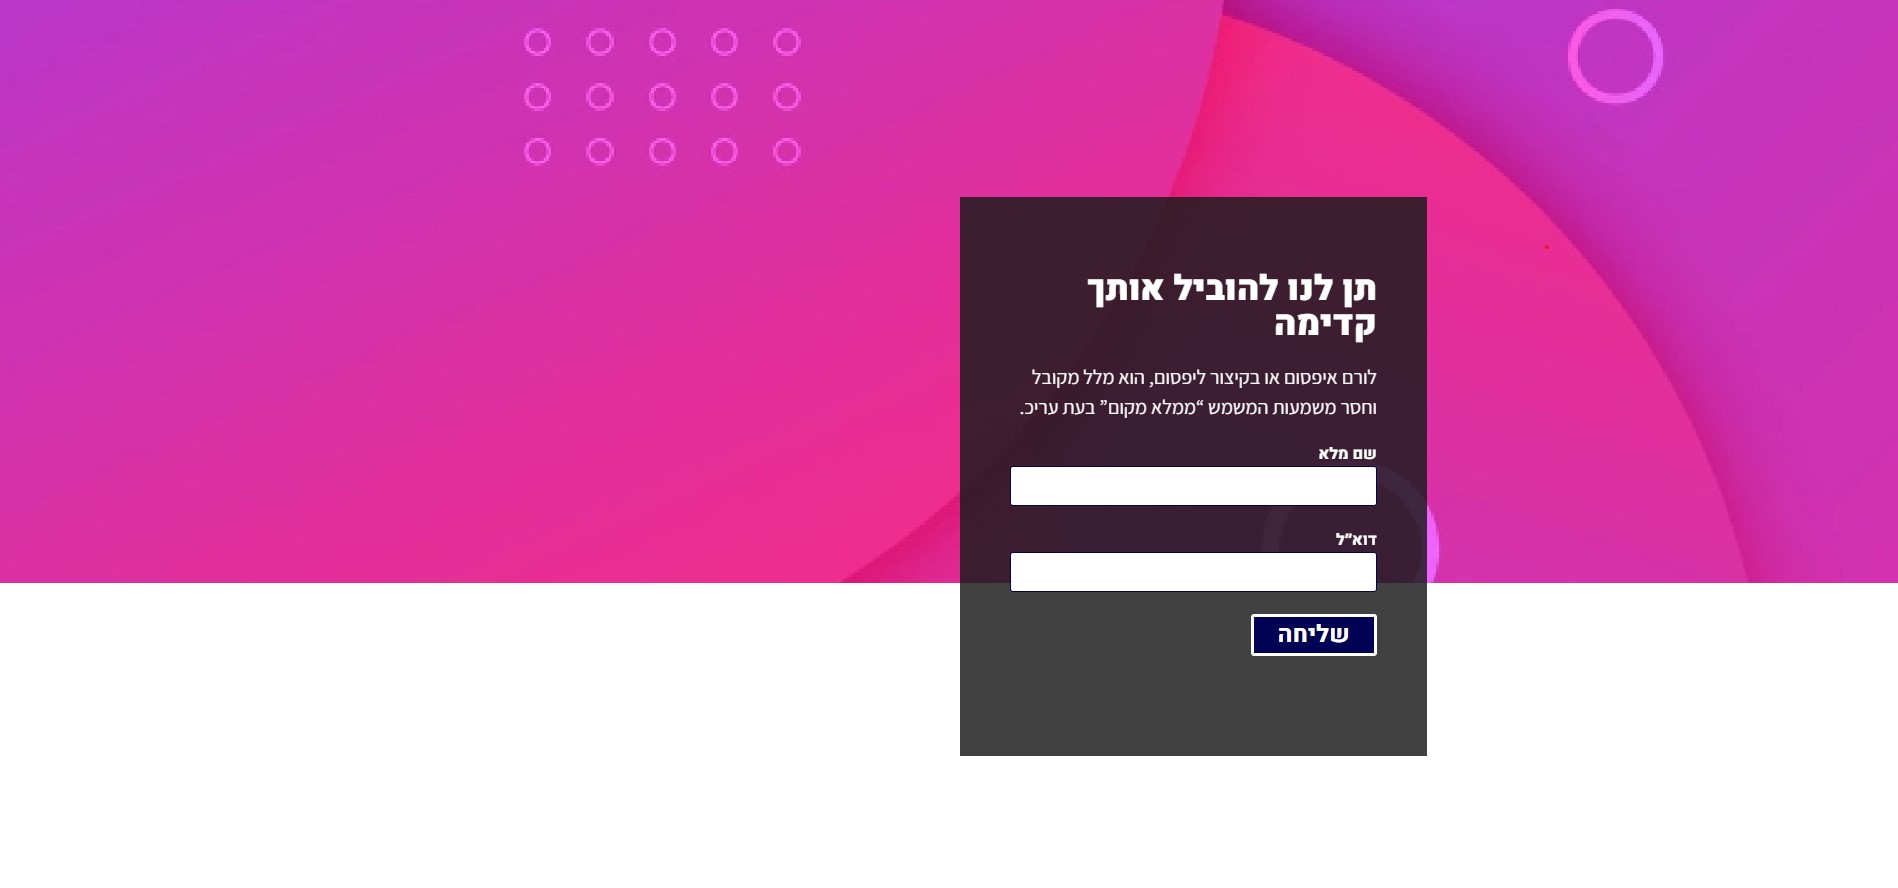 תן לנו להוביל אותך
קדימה
לורם איפסום או בקיצור ליפסום, הוא מלל מקובל
וחסר משמעות המשמש “ממלא מקום” בעת עריכ.
שם מלא
דוא״ל
שליחה